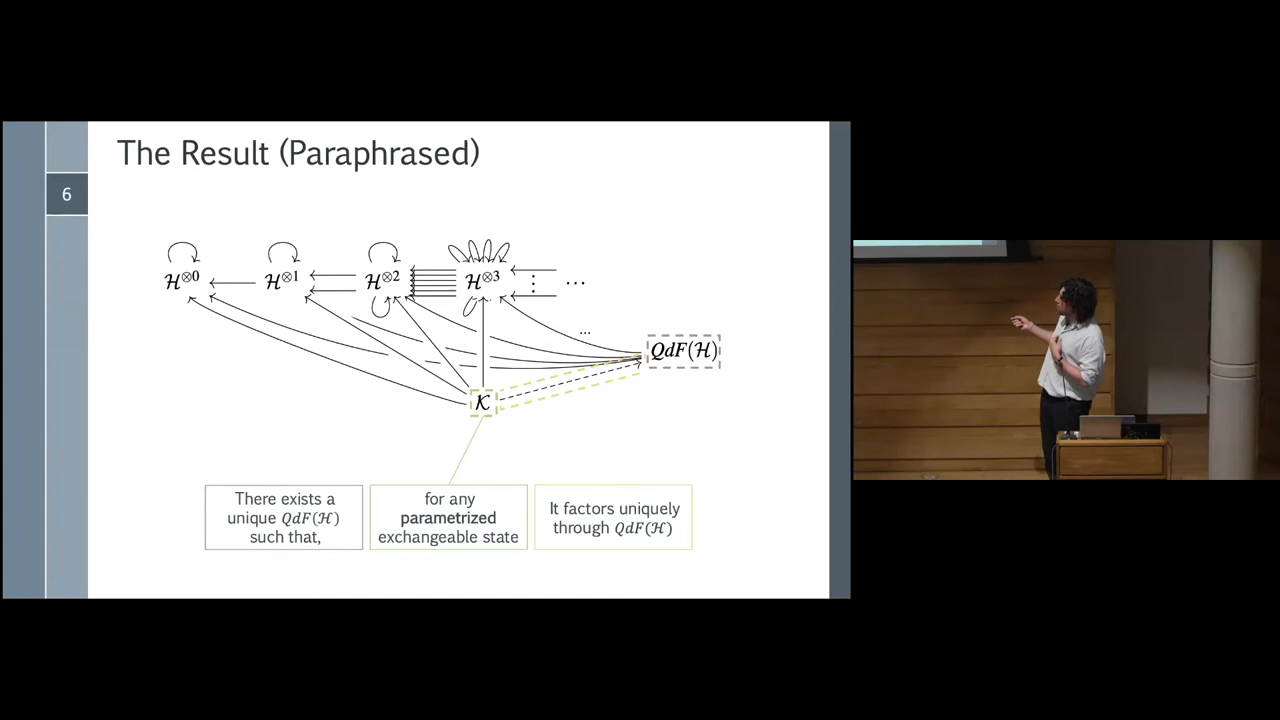 The Result (Paraphrased)
6
ℋ⊗0 ℋ⊗1 ℋ⊗2 ℋ⊗3 ⋮ ⋯
...
QdF(ℋ)
𝒦
There exists a
unique QdF(ℋ)
such that,
for any
parametrized
exchangeable state
It factors uniquely
through QdF(ℋ)